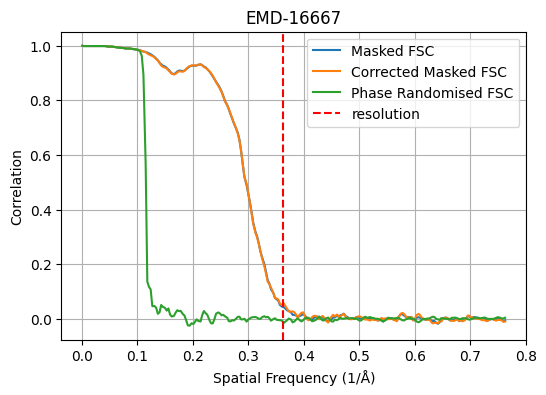 EMD-16667
Masked FSC
Corrected Masked FSC
Phase Randomised FSC
resolution
Correlation
1.0
0.8
0.6
0.4
0.2
0.0
0.0 0.1 0.2 0.3 0.4 0.5 0.6 0.7 0.8
Spatial Frequency (1/Å)